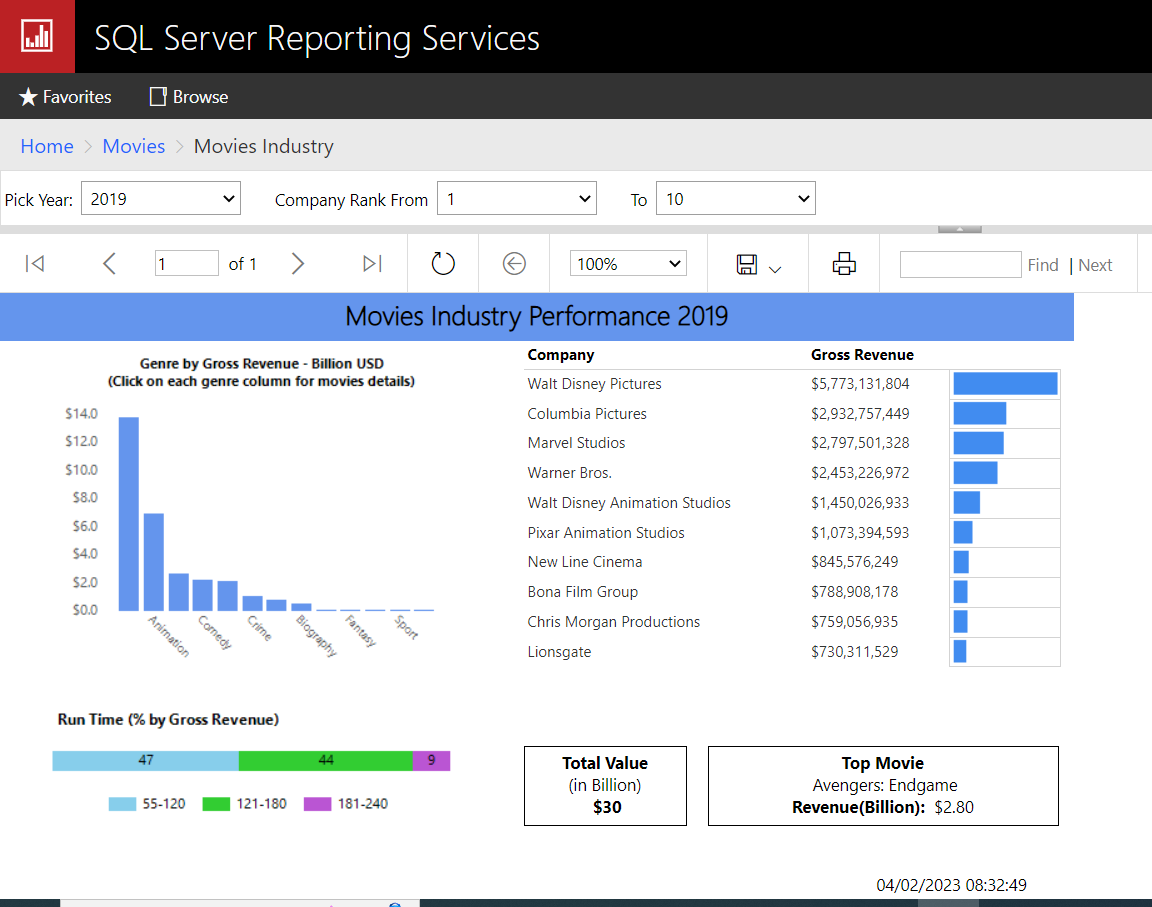 SQL Server Reporting Services
Favorites Browse
Home > Movies > Movies Industry
Pick Year: 2019 Company Rank From 1 To 10
1 of 1 100% Find | Next
Movies Industry Performance 2019
Genre by Gross Revenue - Billion USD
(Click on each genre column for movies details)
$14.0
$12.0
$10.0
$8.0
$6.0
$4.0
$2.0
$0.0
Animation Comedy Crime Biography Fantasy Sport
Company Gross Revenue
Walt Disney Pictures $5,773,131,804
Columbia Pictures $2,932,757,449
Marvel Studios $2,797,501,328
Warner Bros. $2,453,226,972
Walt Disney Animation Studios $1,450,026,933
Pixar Animation Studios $1,073,394,593
New Line Cinema $845,576,249
Bona Film Group $788,908,178
Chris Morgan Productions $759,056,935
Lionsgate $730,311,529
Run Time (% by Gross Revenue)
47 44 9
55-120 121-180 181-240
Total Value
(in Billion)
$30
Top Movie
Avengers: Endgame
Revenue(Billion): $2.80
04/02/2023 08:32:49